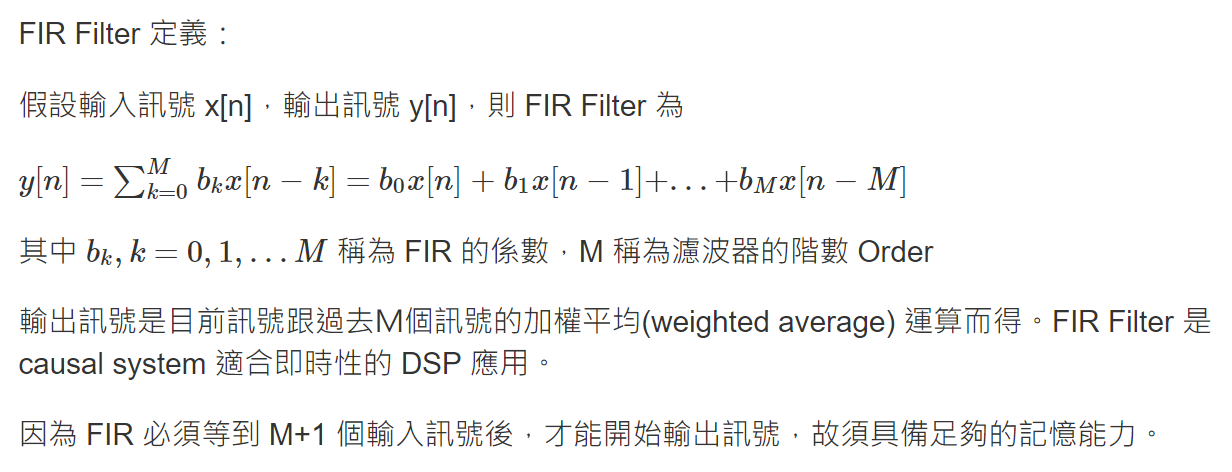 FIR Filter 定義：
假設輸入訊號 x[n]，輸出訊號 y[n]，則 FIR Filter 為
y[n] = ∑_{k=0}^{M} b_k x[n − k] = b_0 x[n] + b_1 x[n − 1]+. . . +b_M x[n − M]
其中 b_k, k = 0, 1, . . . M 稱為 FIR 的係數，M 稱為濾波器的階數 Order
輸出訊號是目前訊號跟過去M個訊號的加權平均(weighted average) 運算而得。FIR Filter 是
causal system 適合即時性的 DSP 應用。
因為 FIR 必須等到 M+1 個輸入訊號後，才能開始輸出訊號，故須具備足夠的記憶能力。